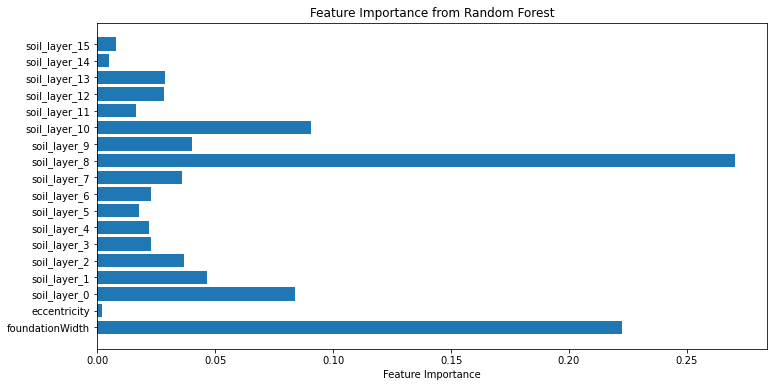 Feature Importance from Random Forest
soil_layer_15
soil_layer_14
soil_layer_13
soil_layer_12
soil_layer_11
soil_layer_10
soil_layer_9
soil_layer_8
soil_layer_7
soil_layer_6
soil_layer_5
soil_layer_4
soil_layer_3
soil_layer_2
soil_layer_1
soil_layer_0
eccentricity
foundationWidth
0.00 0.05 0.10 0.15 0.20 0.25
Feature Importance